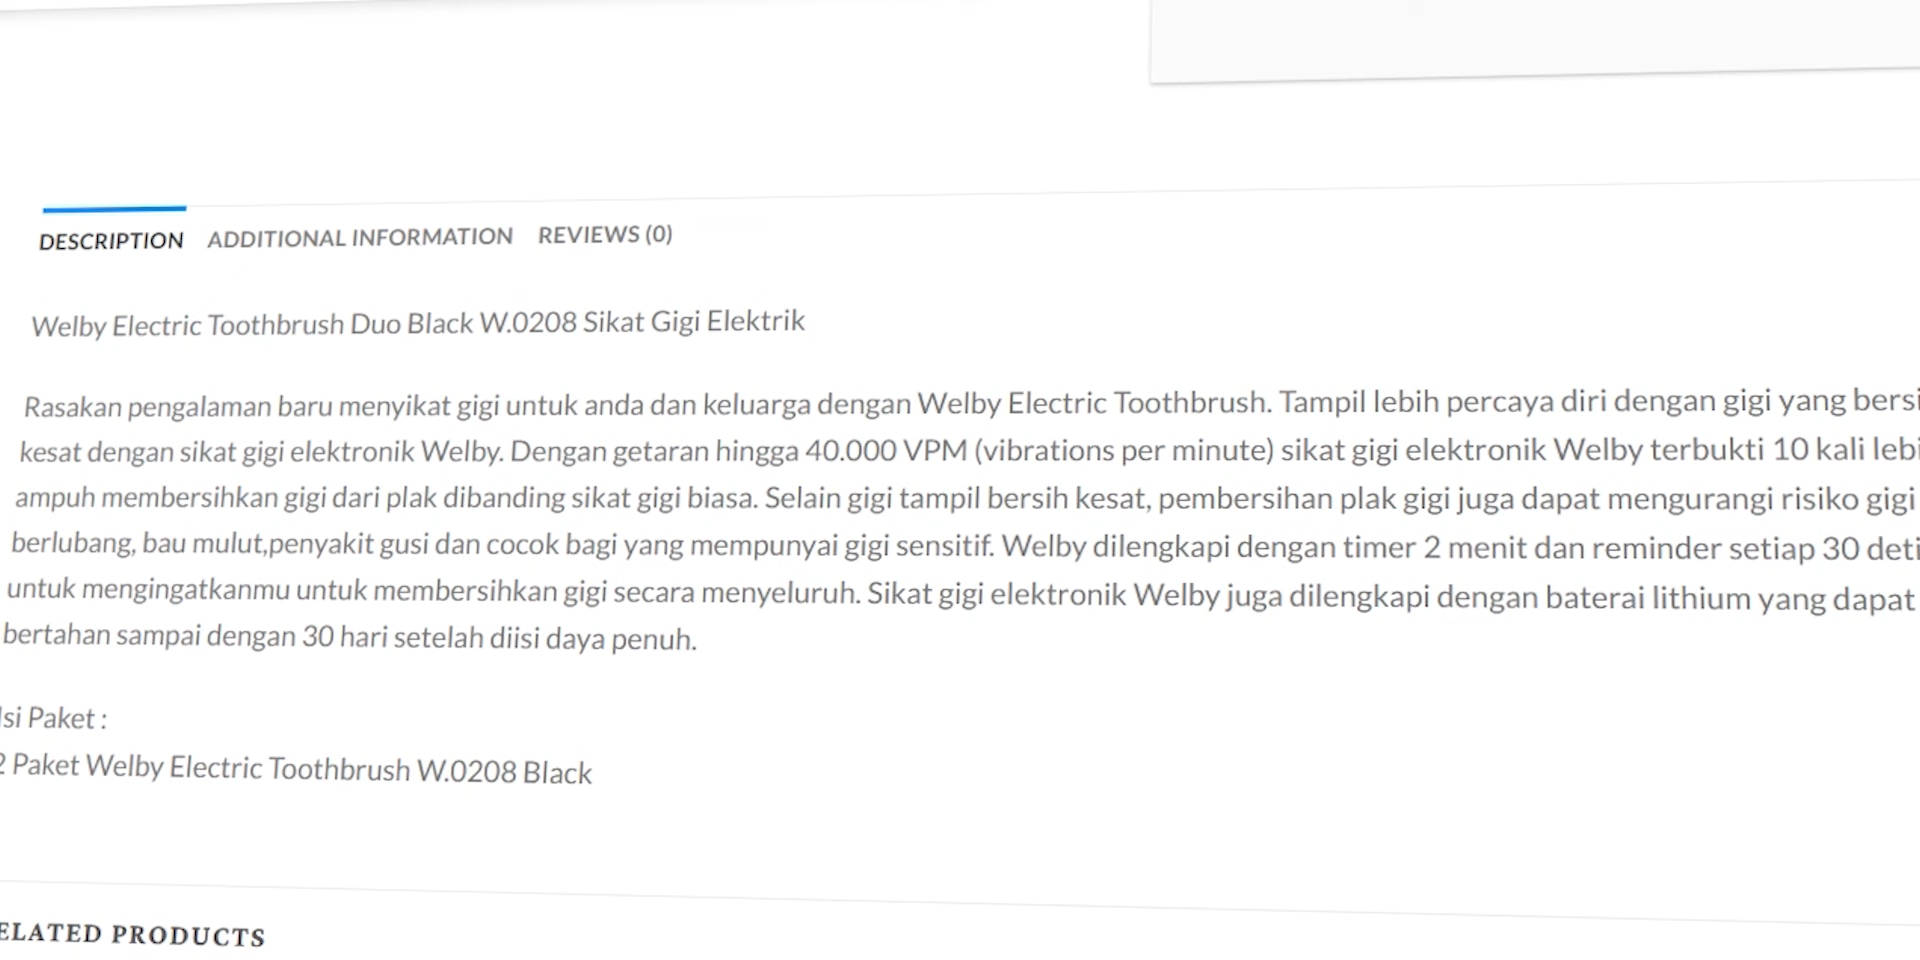 DESCRIPTION ADDITIONAL INFORMATION REVIEWS (0)
Welby Electric Toothbrush Duo Black W.0208 Sikat Gigi Elektrik
Rasakan pengalaman baru menyikat gigi untuk anda dan keluarga dengan Welby Electric Toothbrush. Tampil lebih percaya diri dengan gigi yang bersi
kesat dengan sikat gigi elektronik Welby. Dengan getaran hingga 40.000 VPM (vibrations per minute) sikat gigi elektronik Welby terbukti 10 kali lebi
ampuh membersihkan gigi dari plak dibanding sikat gigi biasa. Selain gigi tampil bersih kesat, pembersihan plak gigi juga dapat mengurangi risiko gigi
berlubang, bau mulut,penyakit gusi dan cocok bagi yang mempunyai gigi sensitif. Welby dilengkapi dengan timer 2 menit dan reminder setiap 30 deti
untuk mengingatkanmu untuk membersihkan gigi secara menyeluruh. Sikat gigi elektronik Welby juga dilengkapi dengan baterai lithium yang dapat
bertahan sampai dengan 30 hari setelah diisi daya penuh.
Isi Paket :
2 Paket Welby Electric Toothbrush W.0208 Black
ELATED PRODUCTS